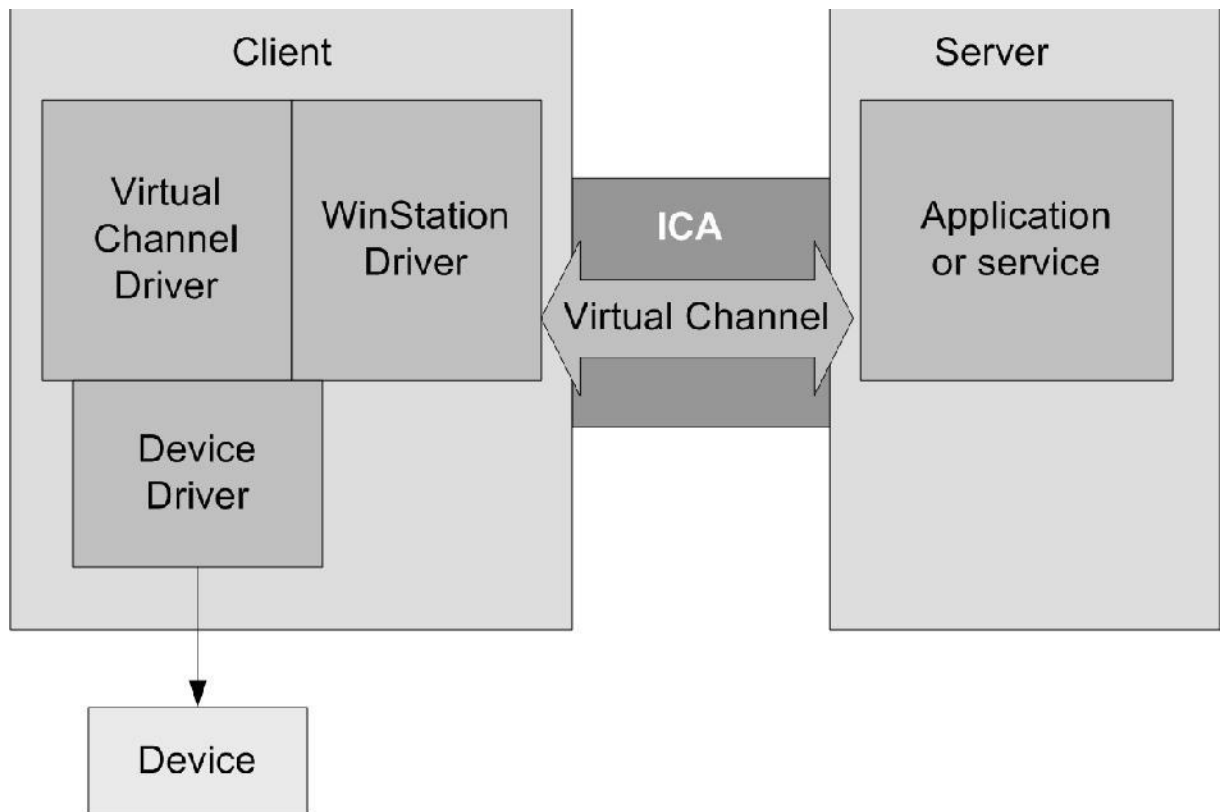 Client
Server
Virtual
Channel
Driver
WinStation
Driver
ICA
Virtual Channel
Application
or service
Device
Driver
Device